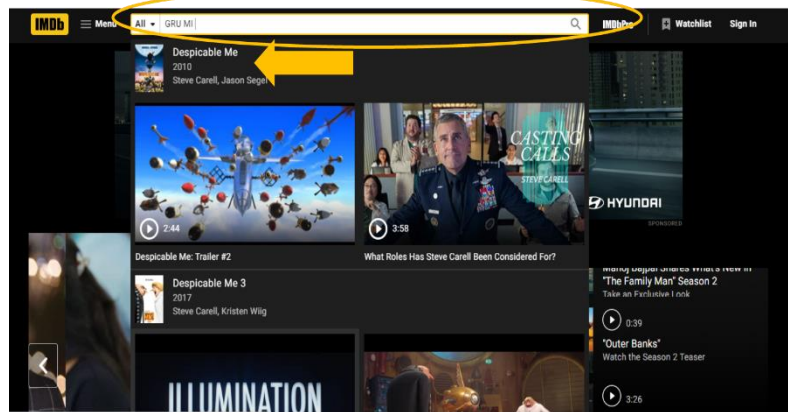 IMDb Menu All GRU MI IMDbPro Watchlist Sign In
Despicable Me
2010
Steve Carell, Jason Segel
CASTING
CALLS
STEVE CARELL
2:44
3:58
HYUNDAI
SPONSORED
Despicable Me: Trailer #2
What Roles Has Steve Carell Been Considered For?
Despicable Me 3
2017
Steve Carell, Kristen Wiig
Manoj Bajpai Shares What's New in
"The Family Man" Season 2
Take an Exclusive Look
0:39
"Outer Banks"
Watch the Season 2 Teaser
3:26
ILLUMINATION